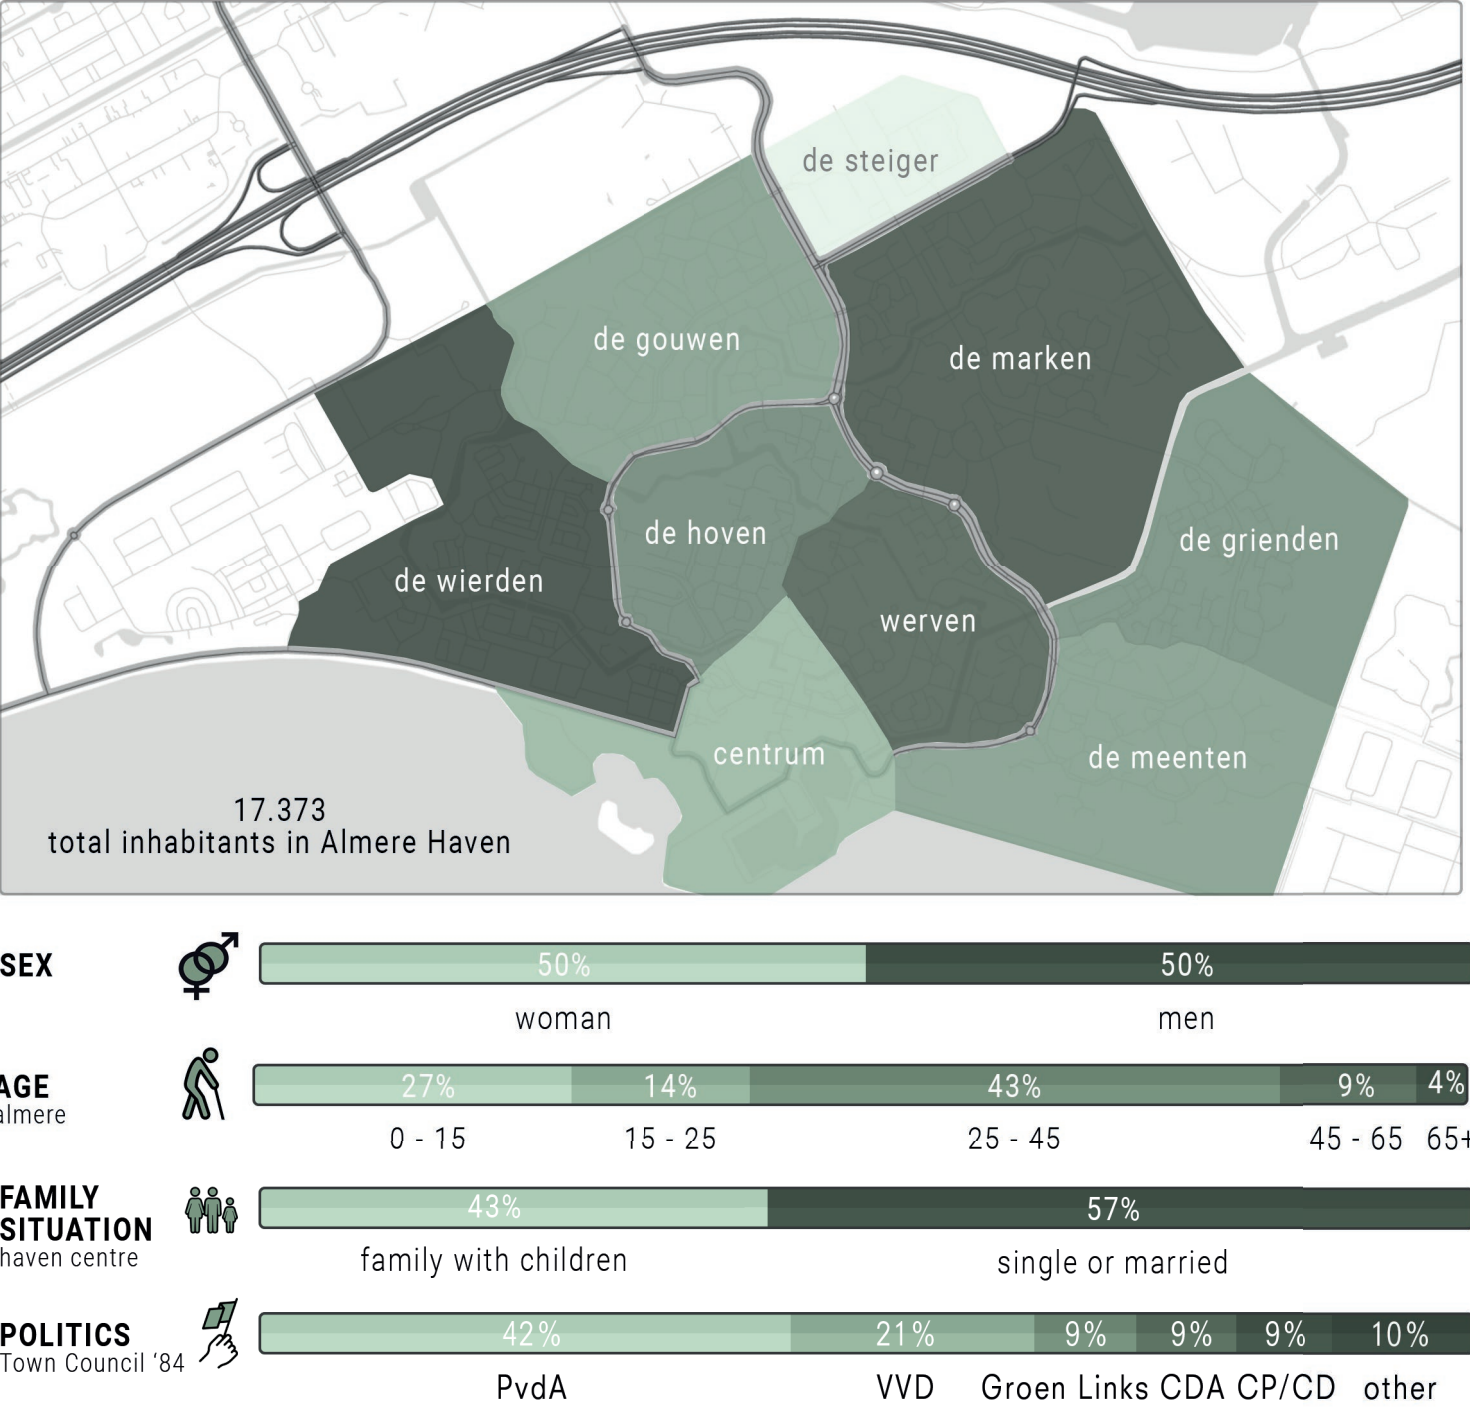 de steiger
de gouwen
de marken
de hoven
de grienden
de wierden
werven
centrum
de meenten
17.373
total inhabitants in Almere Haven
SEX
50% 50%
woman men
AGE
almere
27% 14% 43% 9% 4%
0 - 15 15 - 25 25 - 45 45 - 65 65+
FAMILY
SITUATION
haven centre
43% 57%
family with children single or married
POLITICS
Town Council ‘84
42% 21% 9% 9% 9% 10%
PvdA VVD Groen Links CDA CP/CD other